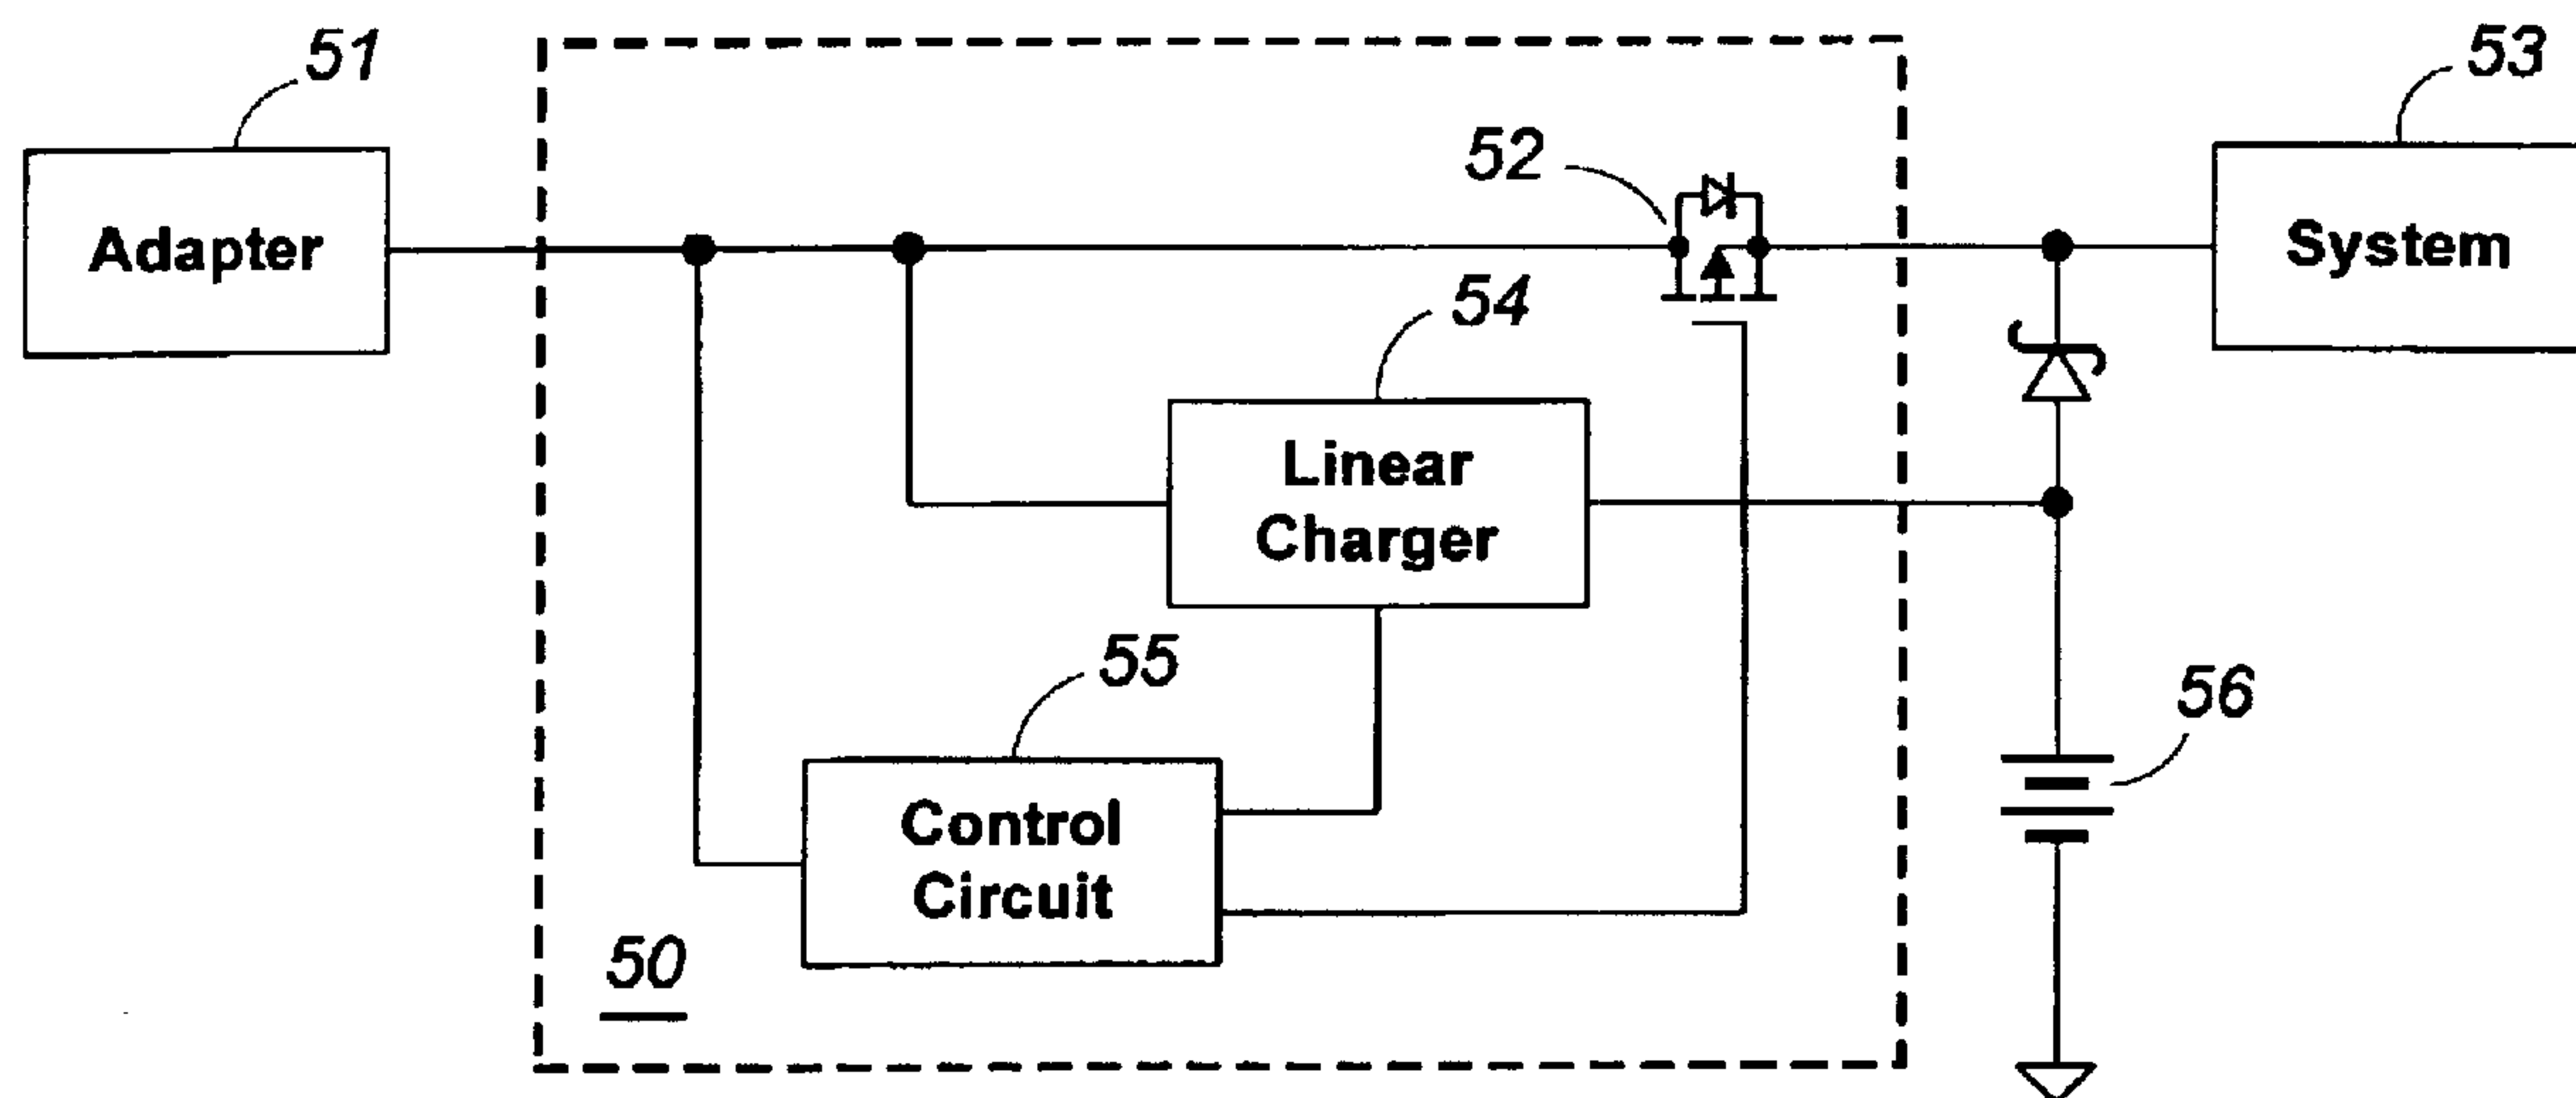 51
53
52
Adapter
System
54
Linear
Charger
55
56
Control
Circuit
50